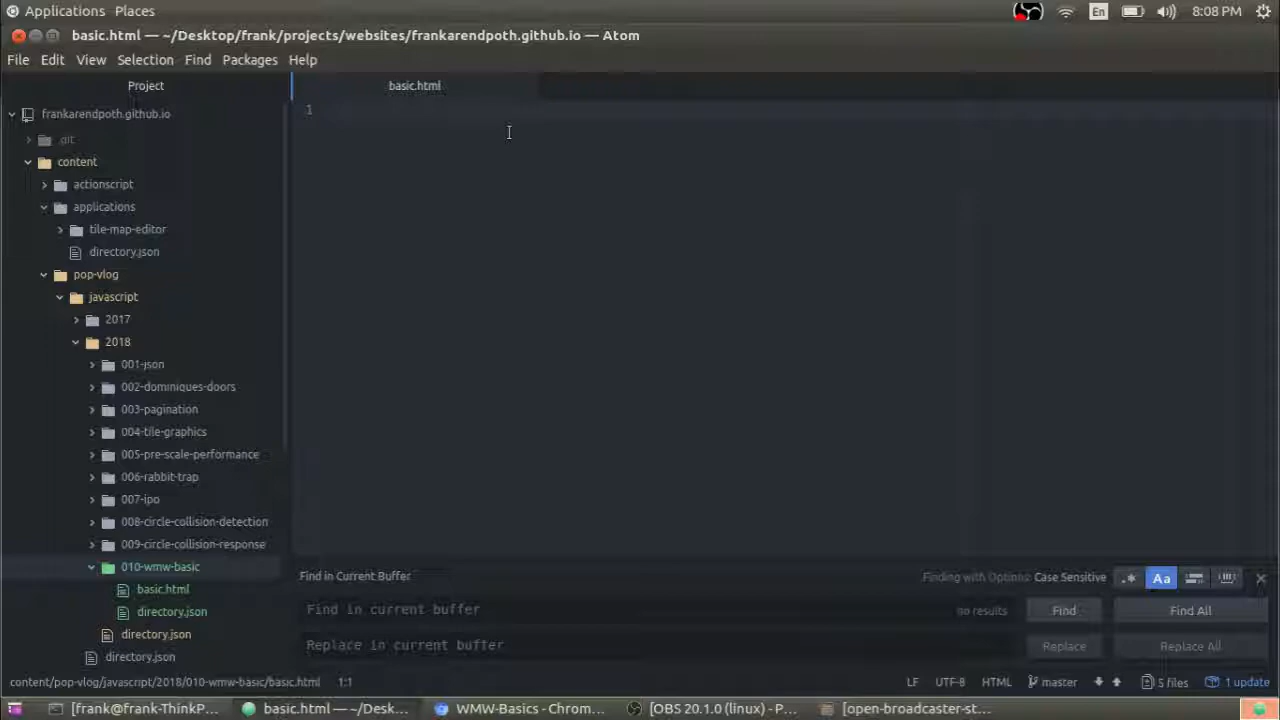 Applications Places En 8:08 PM
basic.html — ~/Desktop/frank/projects/websites/frankarendpoth.github.io — Atom
File Edit View Selection Find Packages Help
Project basic.html
frankarendpoth.github.io 1
.git
content
actionscript
applications
tile-map-editor
directory.json
pop-vlog
javascript
2017
2018
001-json
002-dominiques-doors
003-pagination
004-tile-graphics
005-pre-scale-performance
006-rabbit-trap
007-ipo
008-circle-collision-detection
009-circle-collision-response
010-wmw-basic
basic.html
directory.json
directory.json
directory.json
Find in Current Buffer Finding with Options: Case Sensitive .* Aa
Find in current buffer no results Find Find All
Replace in current buffer Replace Replace All
content/pop-vlog/javascript/2018/010-wmw-basic/basic.html 1:1 LF UTF-8 HTML master 5 files 1 update
[frank@frank-ThinkP... basic.html — ~/Desk... WMW-Basics - Chrom... [OBS 20.1.0 (linux) - P... [open-broadcaster-st...